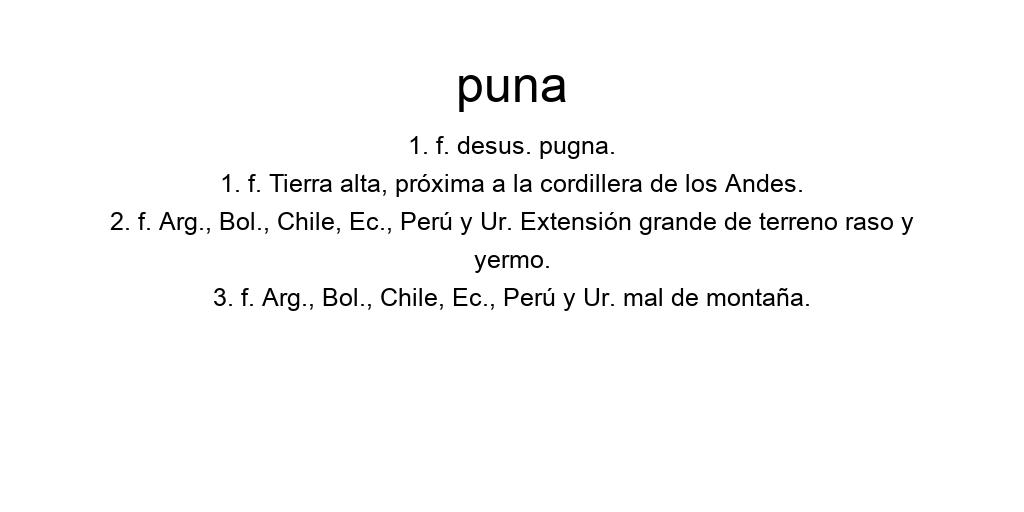 puna
1. f. desus. pugna.
1. f. Tierra alta, próxima a la cordillera de los Andes.
2. f. Arg., Bol., Chile, Ec., Perú y Ur. Extensión grande de terreno raso y
yermo.
3. f. Arg., Bol., Chile, Ec., Perú y Ur. mal de montaña.